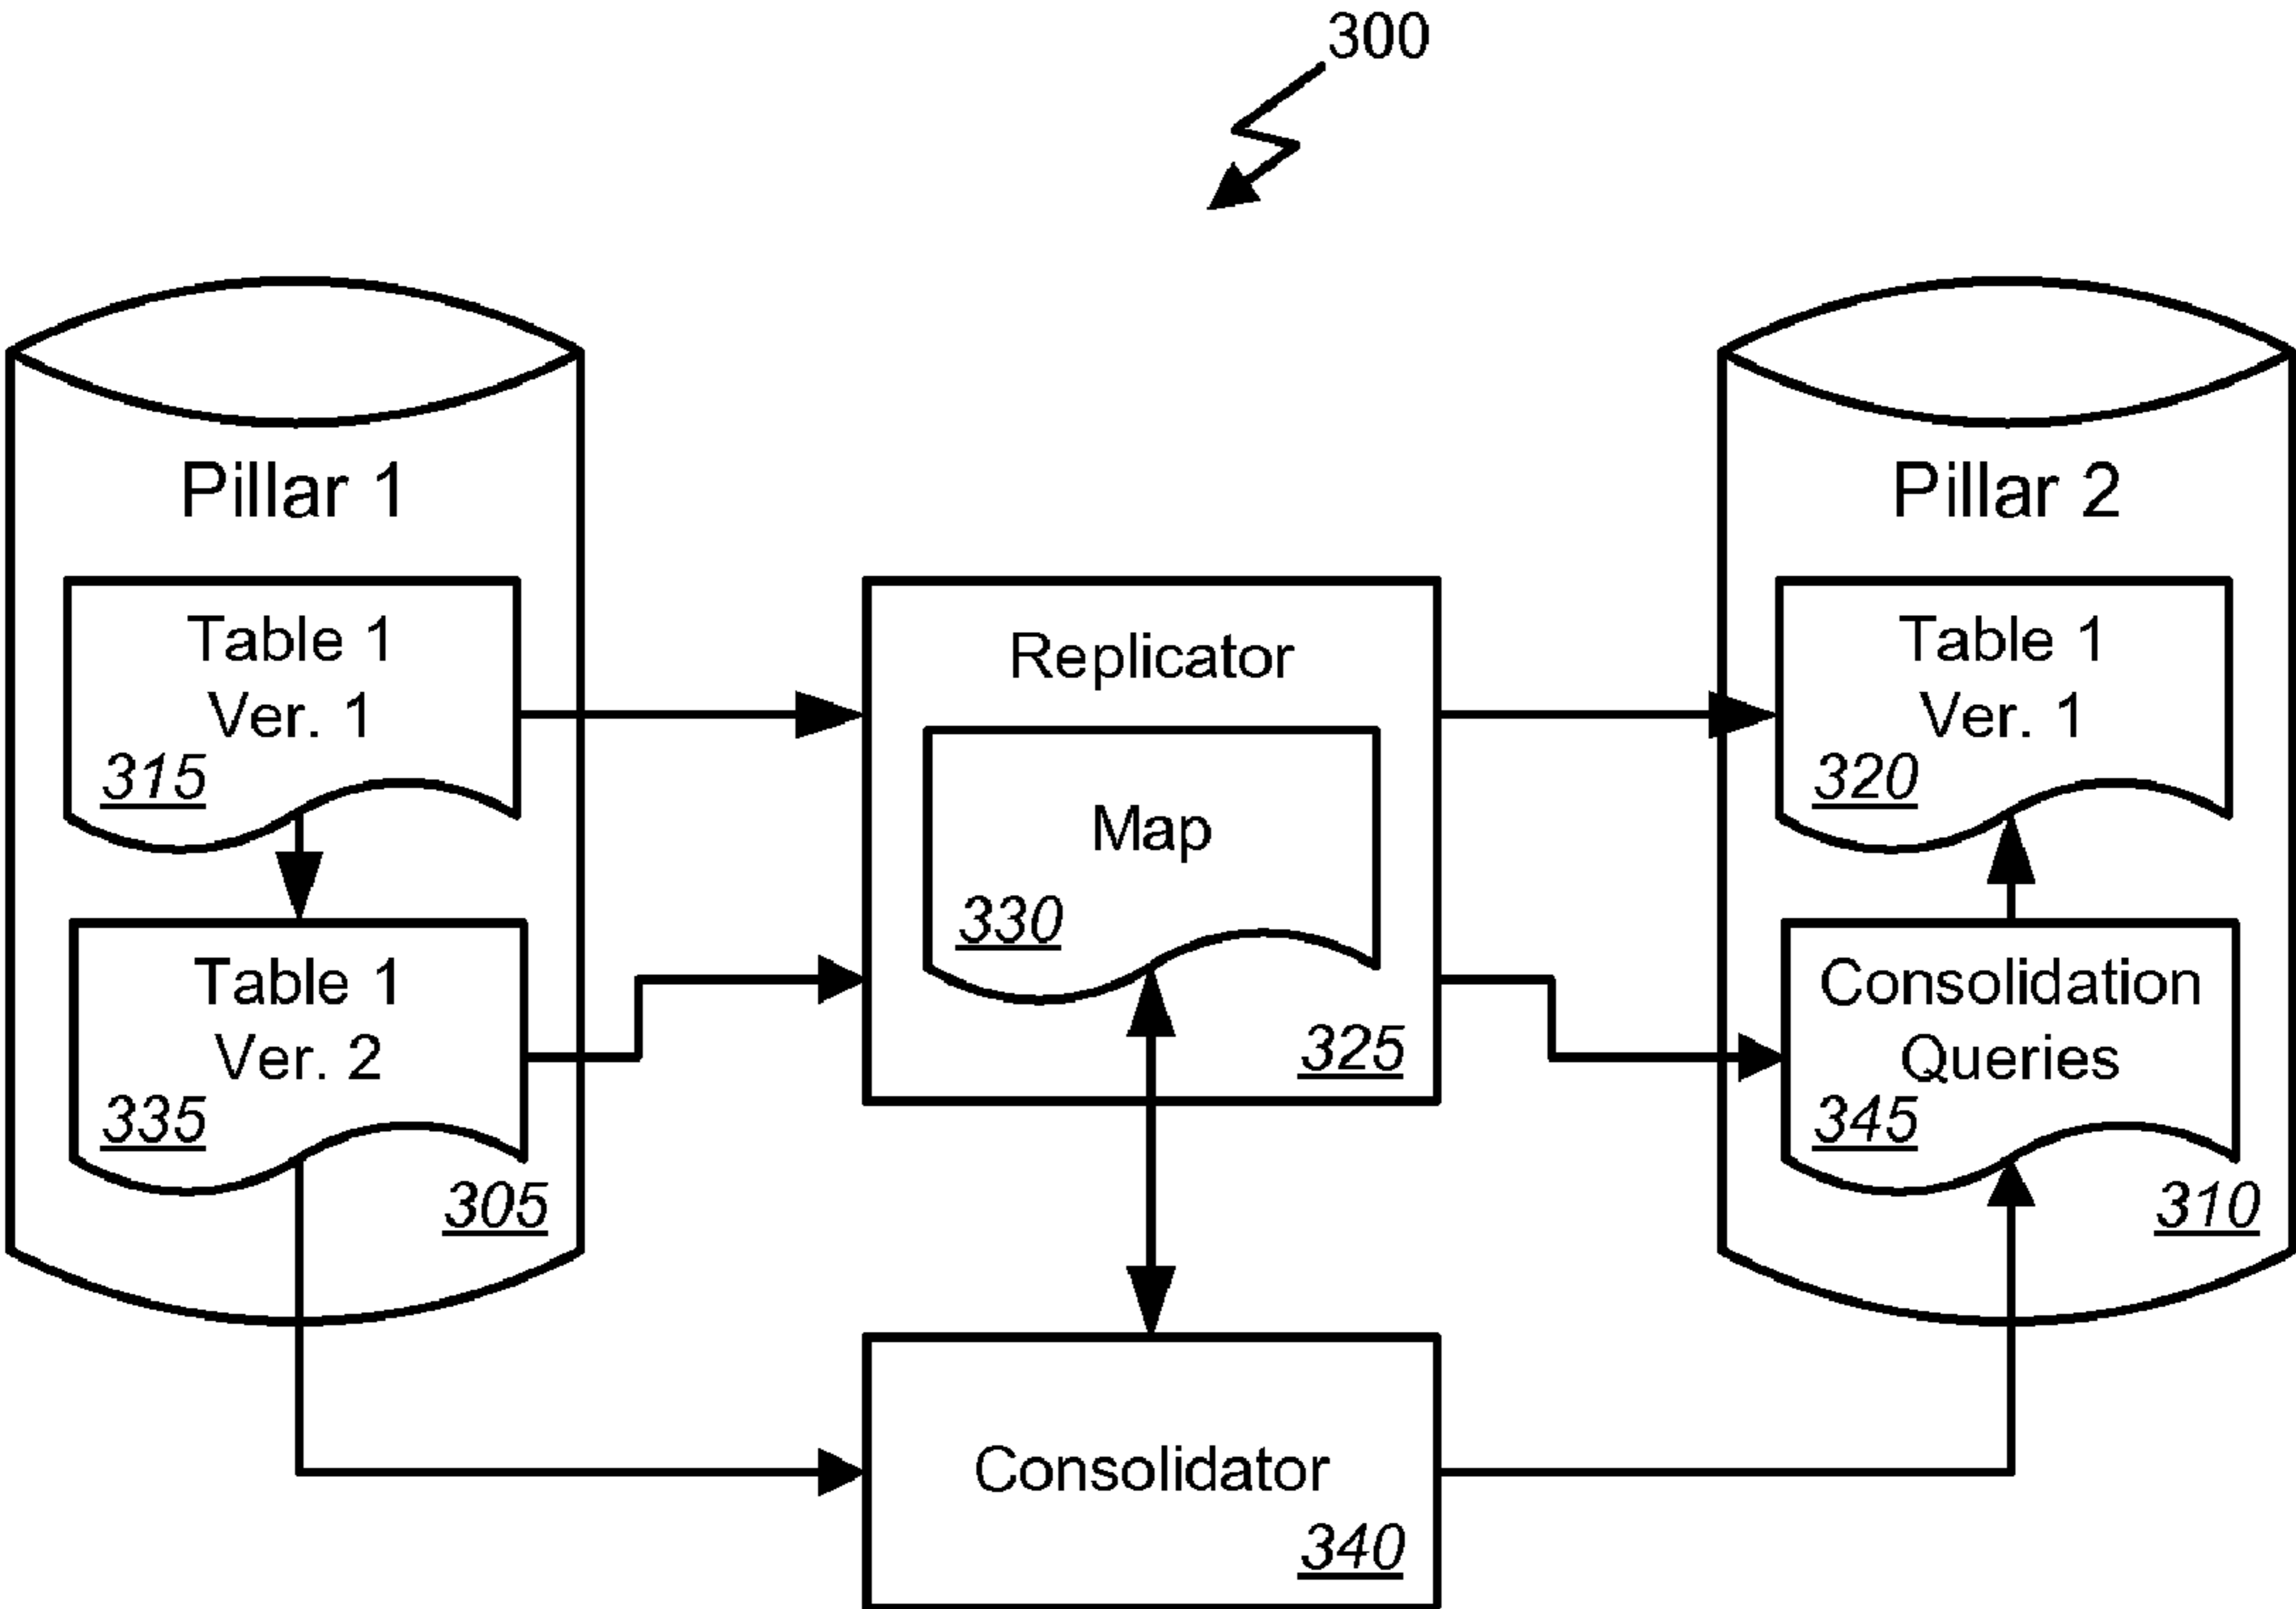 300
Pillar 1
Table 1
Ver. 1
315
Table 1
Ver. 2
335
305
Replicator
Map
330
325
Consolidator
340
Pillar 2
Table 1
Ver. 1
320
Consolidation
Queries
345
310